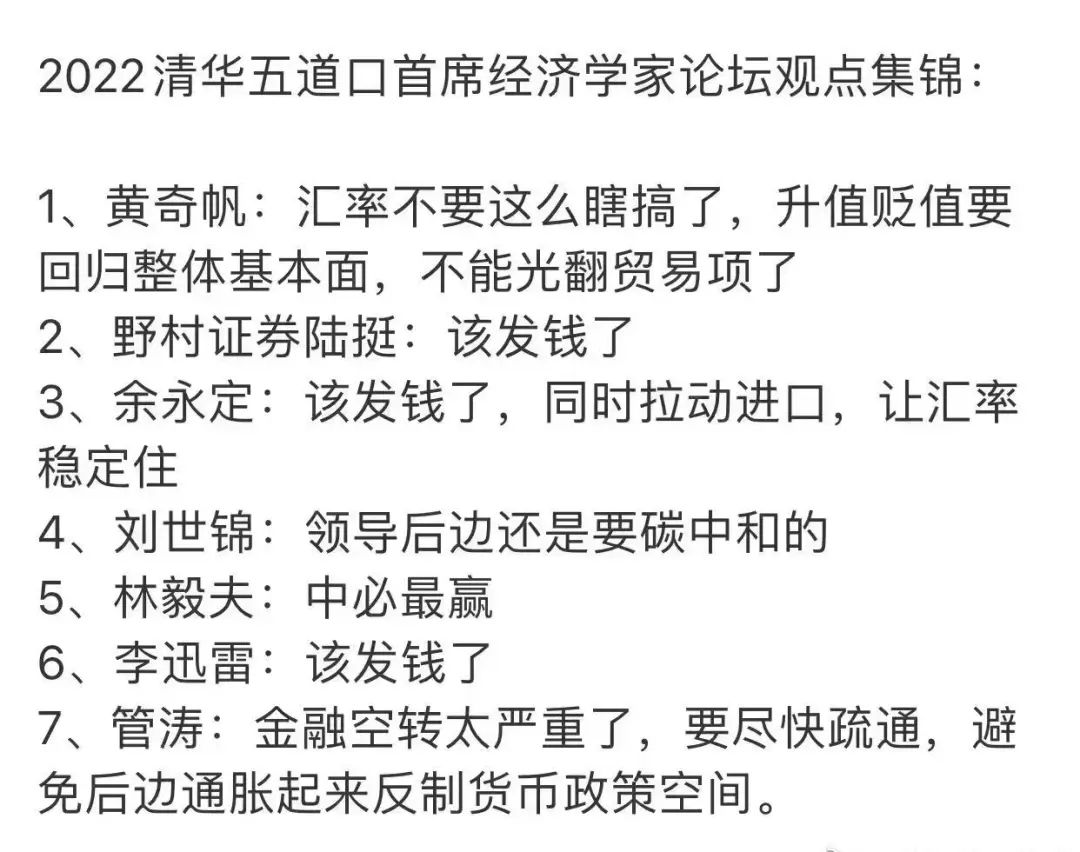 2022清华五道口首席经济学家论坛观点集锦：
1、黄奇帆：汇率不要这么瞎搞了，升值贬值要
回归整体基本面，不能光翻贸易项了
2、野村证券陆挺：该发钱了
3、余永定：该发钱了，同时拉动进口，让汇率
稳定住
4、刘世锦：领导后边还是要碳中和的
5、林毅夫：中必最赢
6、李迅雷：该发钱了
7、管涛：金融空转太严重了，要尽快疏通，避
免后边通胀起来反制货币政策空间。